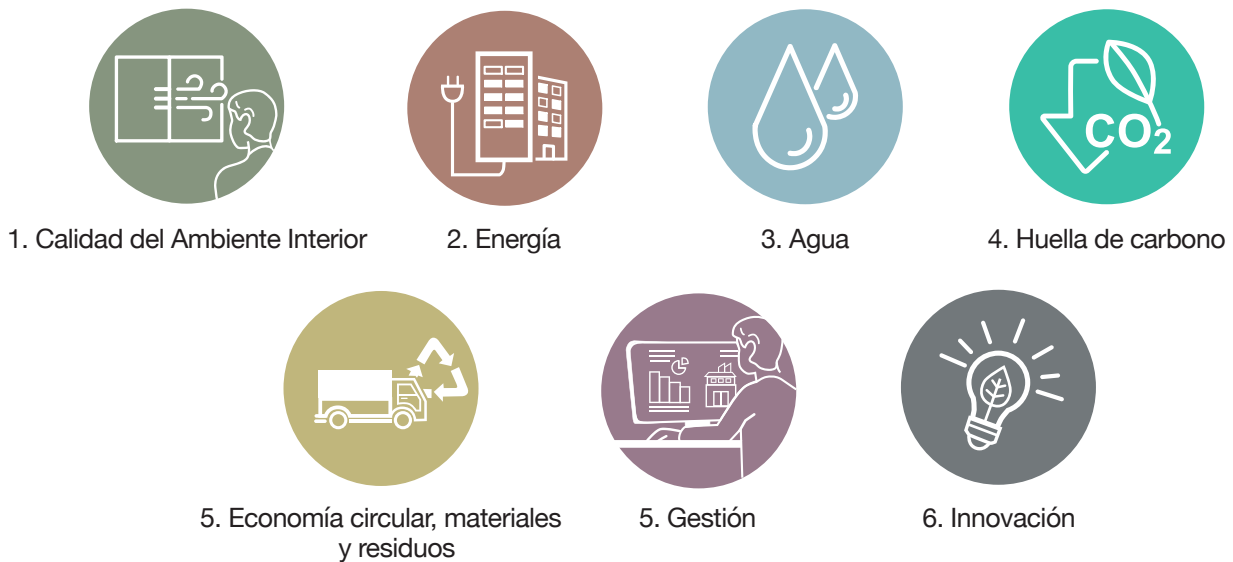 CO2
1. Calidad del Ambiente Interior
2. Energía
3. Agua
4. Huella de carbono
5. Economía circular, materiales
y residuos
5. Gestión
6. Innovación